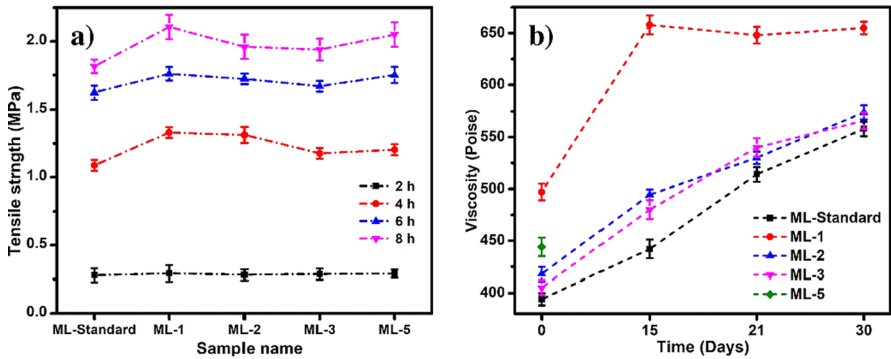 a)
Tensile strngth (MPa)
2.0
1.5
1.0
0.5
0.0
2 h
4 h
6 h
8 h
ML-Standard ML-1 ML-2 ML-3 ML-5
Sample name
b)
Viscosity (Poise)
650
600
550
500
450
400
ML-Standard
ML-1
ML-2
ML-3
ML-5
0 15 21 30
Time (Days)